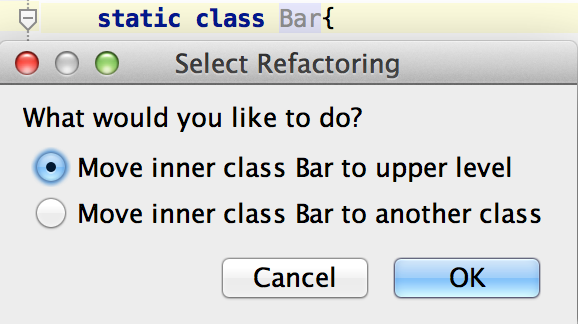 static class Bar{
Select Refactoring
What would you like to do?
Move inner class Bar to upper level
Move inner class Bar to another class
Cancel OK